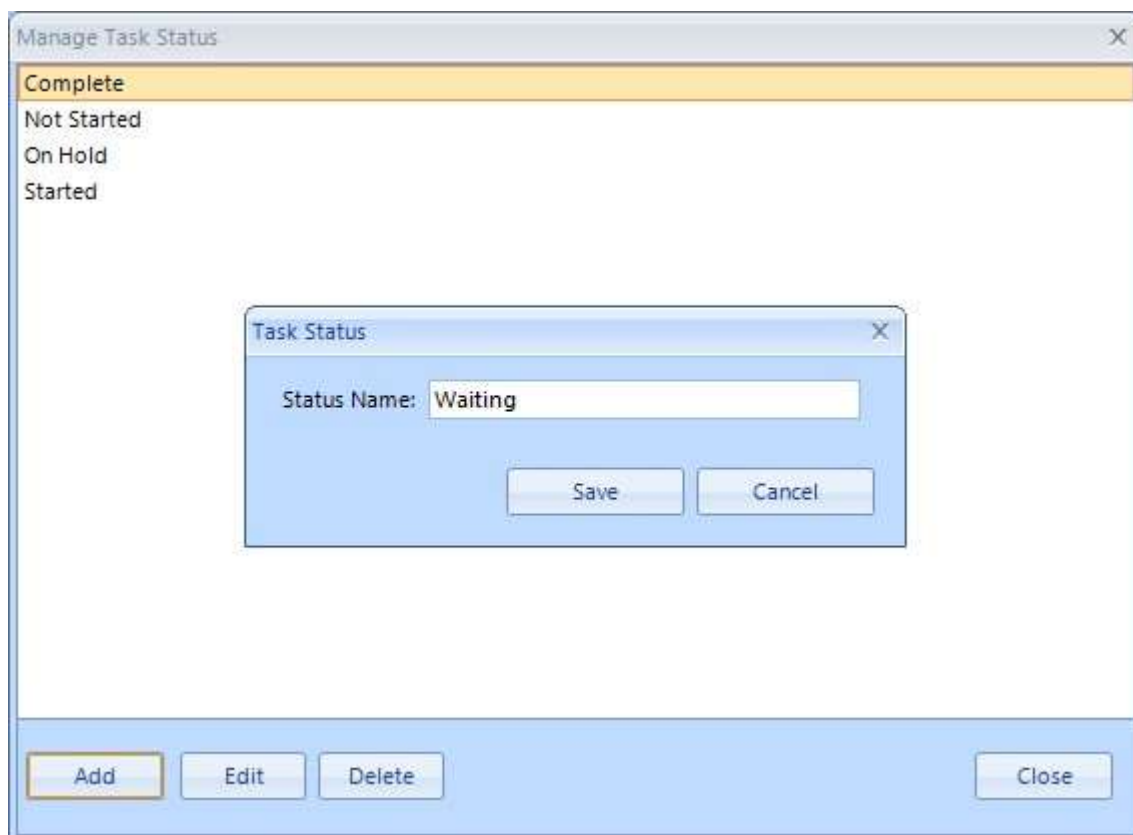 Manage Task Status
Complete
Not Started
On Hold
Started
Task Status
Status Name: Waiting
Save Cancel
Add Edit Delete Close